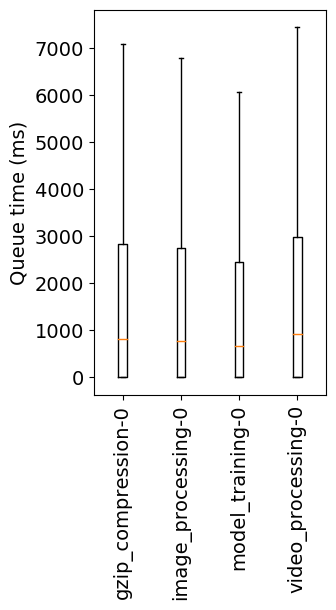 Queue time (ms)
7000
6000
5000
4000
3000
2000
1000
0
gzip_compression-0
image_processing-0
model_training-0
video_processing-0